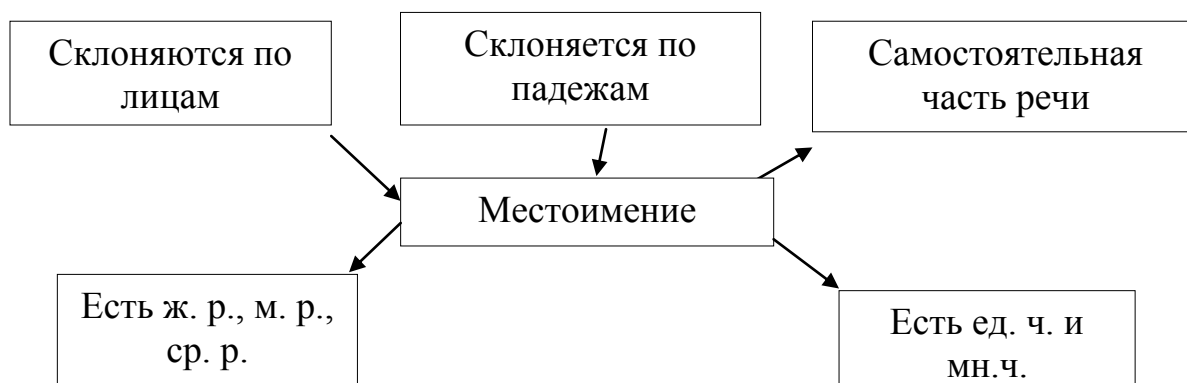 Склоняются по
лицам
Склоняется по
падежам
Самостоятельная
часть речи
Местоимение
Есть ж. р., м. р.,
ср. р.
Есть ед. ч. и
мн.ч.